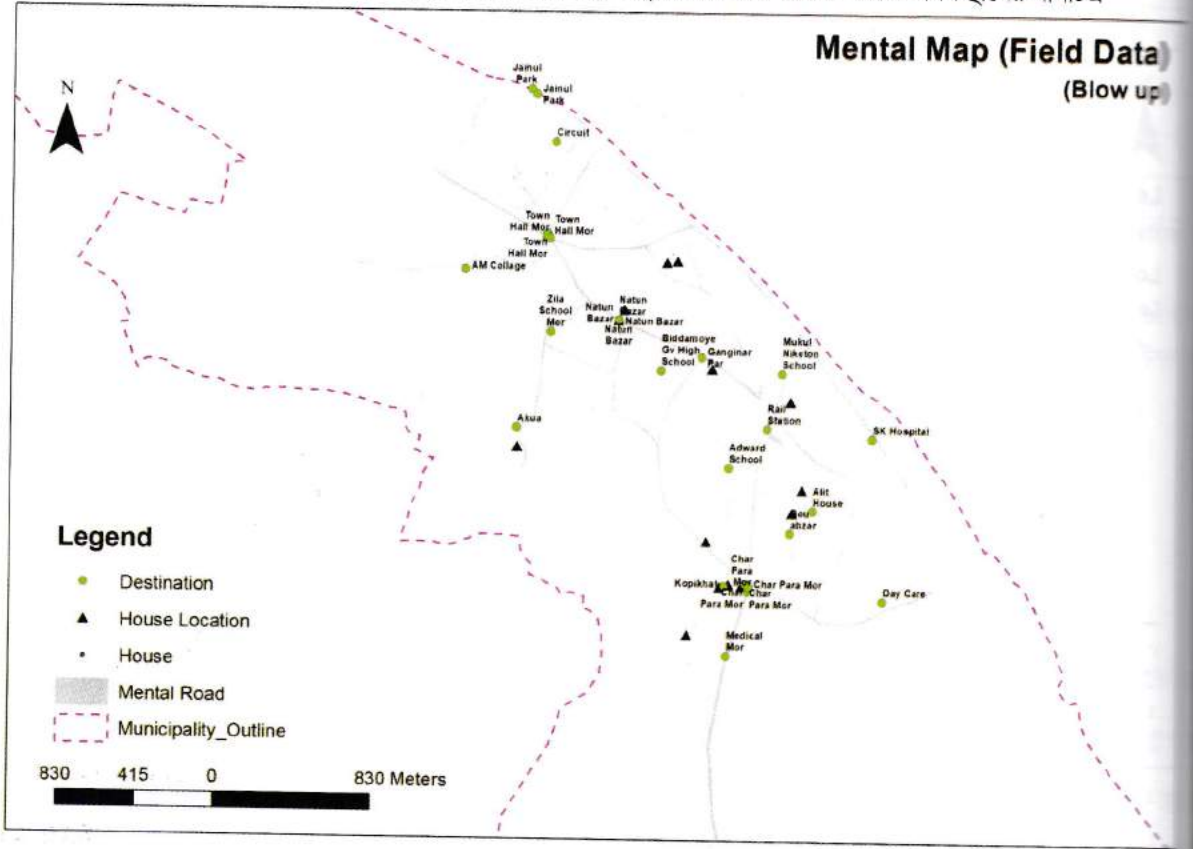 Mental Map (Field Data)
(Blow up)
N
Jainul
Park
Jainul
Park
Circuit
Town
Hall Mor
Town
Hall Mor
Town
Hall Mor
AM Collage
Zila
School
Mor
Natun
Bazar
Natun
Bazar
Natun Bazar
Natun
Bazar
Biddamoye
Gv High
School
Ganginar
Par
Mukul
Niketon
School
Akua
Rail
Station
SK Hospital
Adward
School
Alit
House
Char
Para
Mor
Char Para Mor
Char
Para Mor
Char
Para Mor
Day Care
Medical
Mor
Legend
Destination
House Location
House
Mental Road
Municipality_Outline
830 415 0 830 Meters